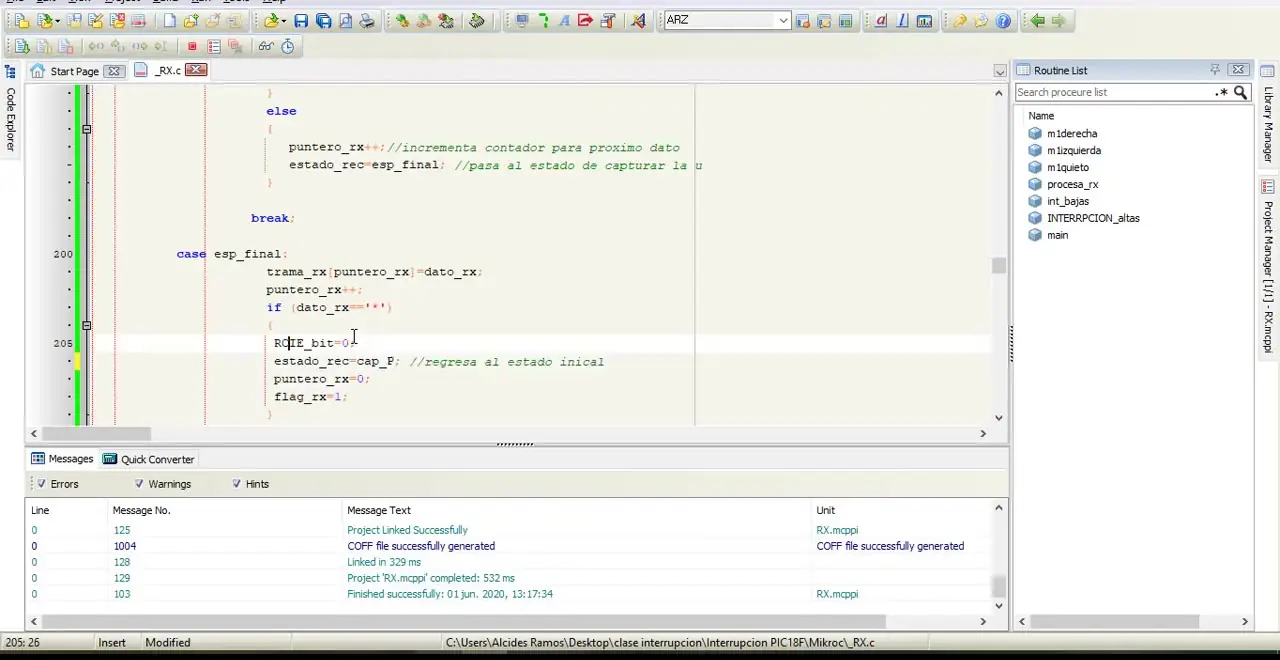 ARZ
Start Page
_RX.c
Routine List
Code Explorer
Library Manager
Project Manager [1/1] - RX.mcppi
}
else
{
puntero_rx++;//incrementa contador para proximo dato
estado_rec=esp_final; //pasa al estado de capturar la u
}
break;
200
case esp_final:
trama_rx[puntero_rx]=dato_rx;
puntero_rx++;
if (dato_rx=='*')
{
205
RCIE_bit=0;
estado_rec=cap_P; //regresa al estado inical
puntero_rx=0;
flag_rx=1;
}
Search proceure list
.*
Name
m1derecha
m1izquierda
m1quieto
procesa_rx
int_bajas
INTERRPCION_altas
main
Messages
Quick Converter
Errors
Warnings
Hints
Line Message No. Message Text Unit
0 125 Project Linked Successfully RX.mcppi
0 1004 COFF file successfully generated COFF file successfully generated
0 128 Linked in 329 ms
0 129 Project 'RX.mcppi' completed: 532 ms
0 103 Finished successfully: 01 jun. 2020, 13:17:34 RX.mcppi
205: 26 Insert Modified C:\Users\Alcides Ramos\Desktop\clase interrupcion\Interrupcion PIC18F\Mikroc\_RX.c